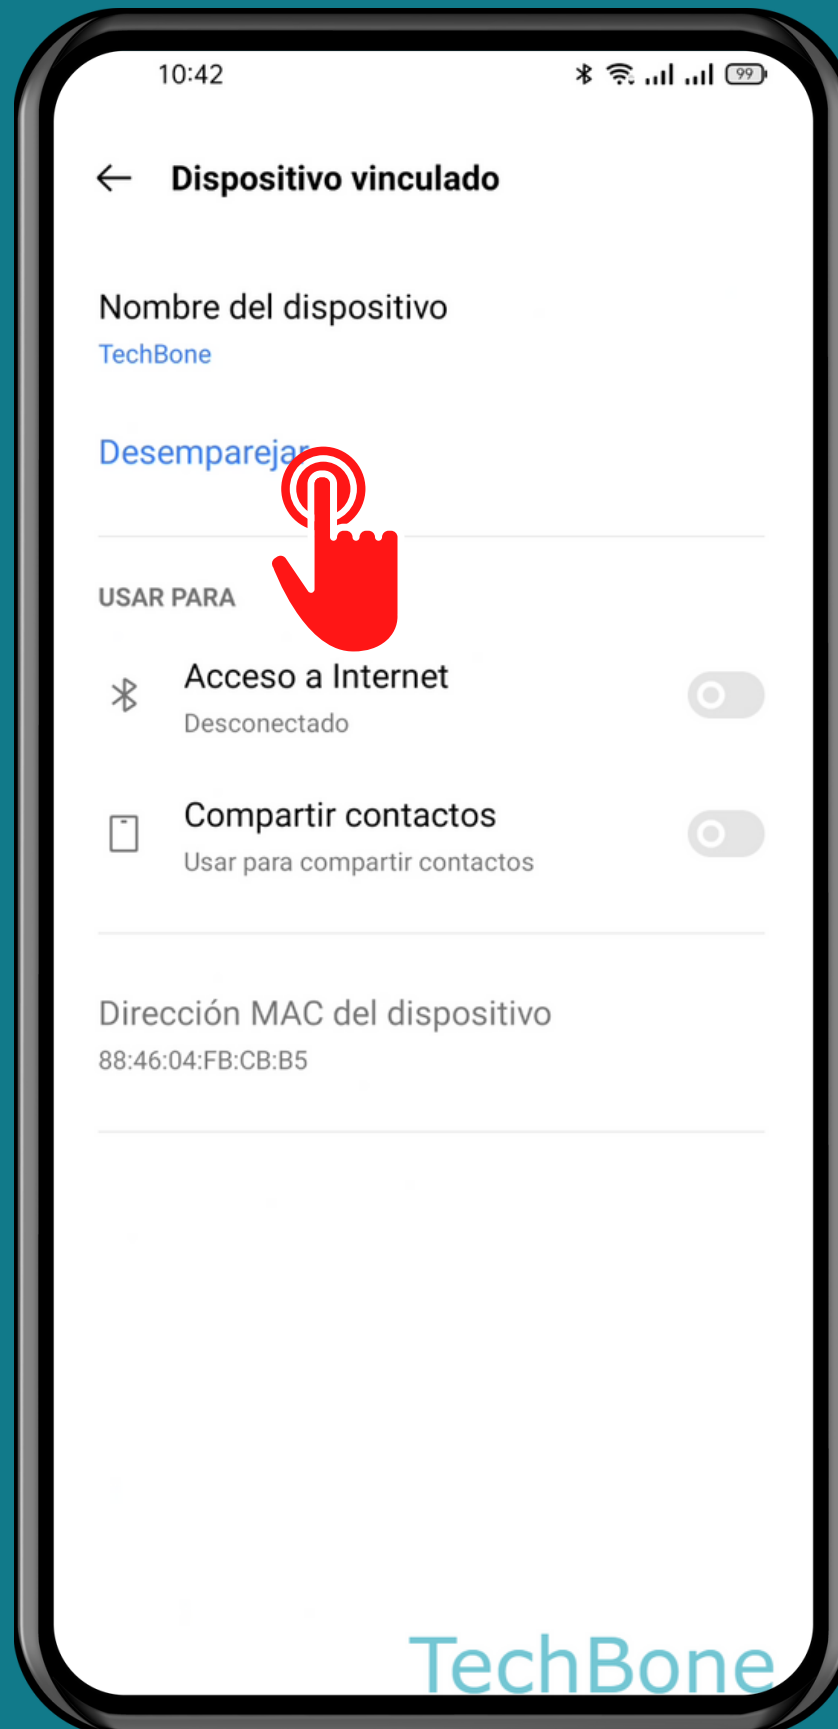 10:42
99
Dispositivo vinculado
Nombre del dispositivo
TechBone
Desemparejar
USAR PARA
Acceso a Internet
Desconectado
Compartir contactos
Usar para compartir contactos
Dirección MAC del dispositivo
88:46:04:FB:CB:B5
TechBone